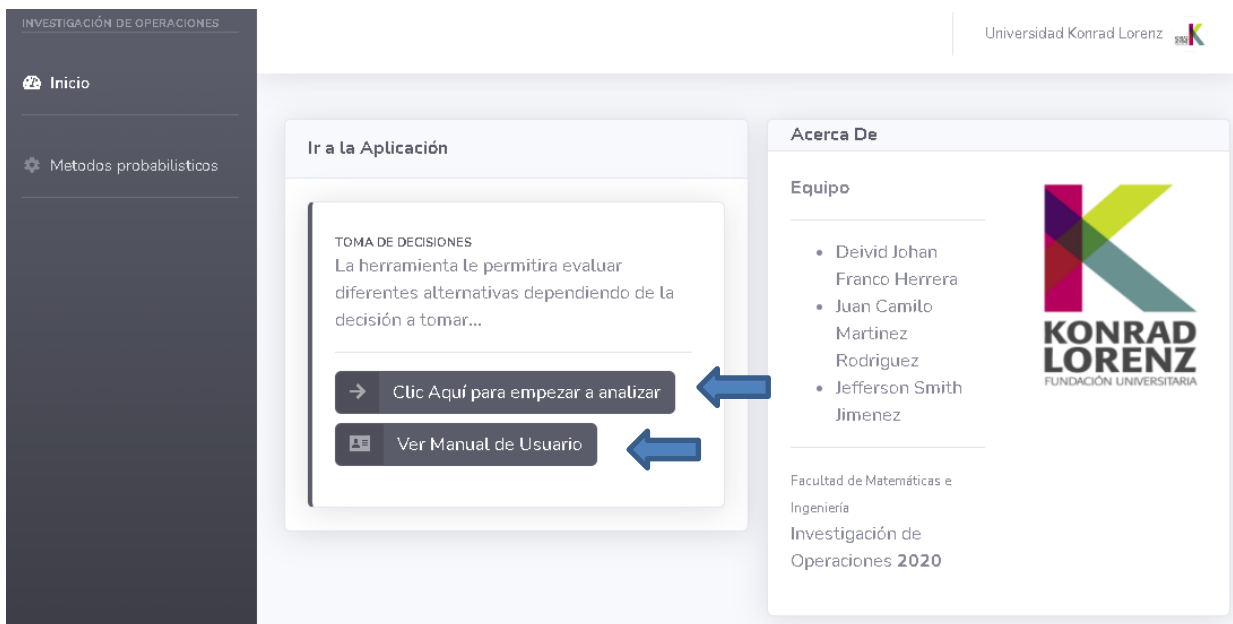 INVESTIGACIÓN DE OPERACIONES
Inicio
Metodos probabilisticos
Universidad Konrad Lorenz
Ir a la Aplicación
TOMA DE DECISIONES
La herramienta le permitira evaluar
diferentes alternativas dependiendo de la
decisión a tomar...
Clic Aquí para empezar a analizar
Ver Manual de Usuario
Acerca De
Equipo
Deivid Johan
Franco Herrera
Juan Camilo
Martinez
Rodriguez
Jefferson Smith
Jimenez
Facultad de Matemáticas e
Ingeniería
Investigación de
Operaciones 2020
KONRAD
LORENZ
FUNDACIÓN UNIVERSITARIA